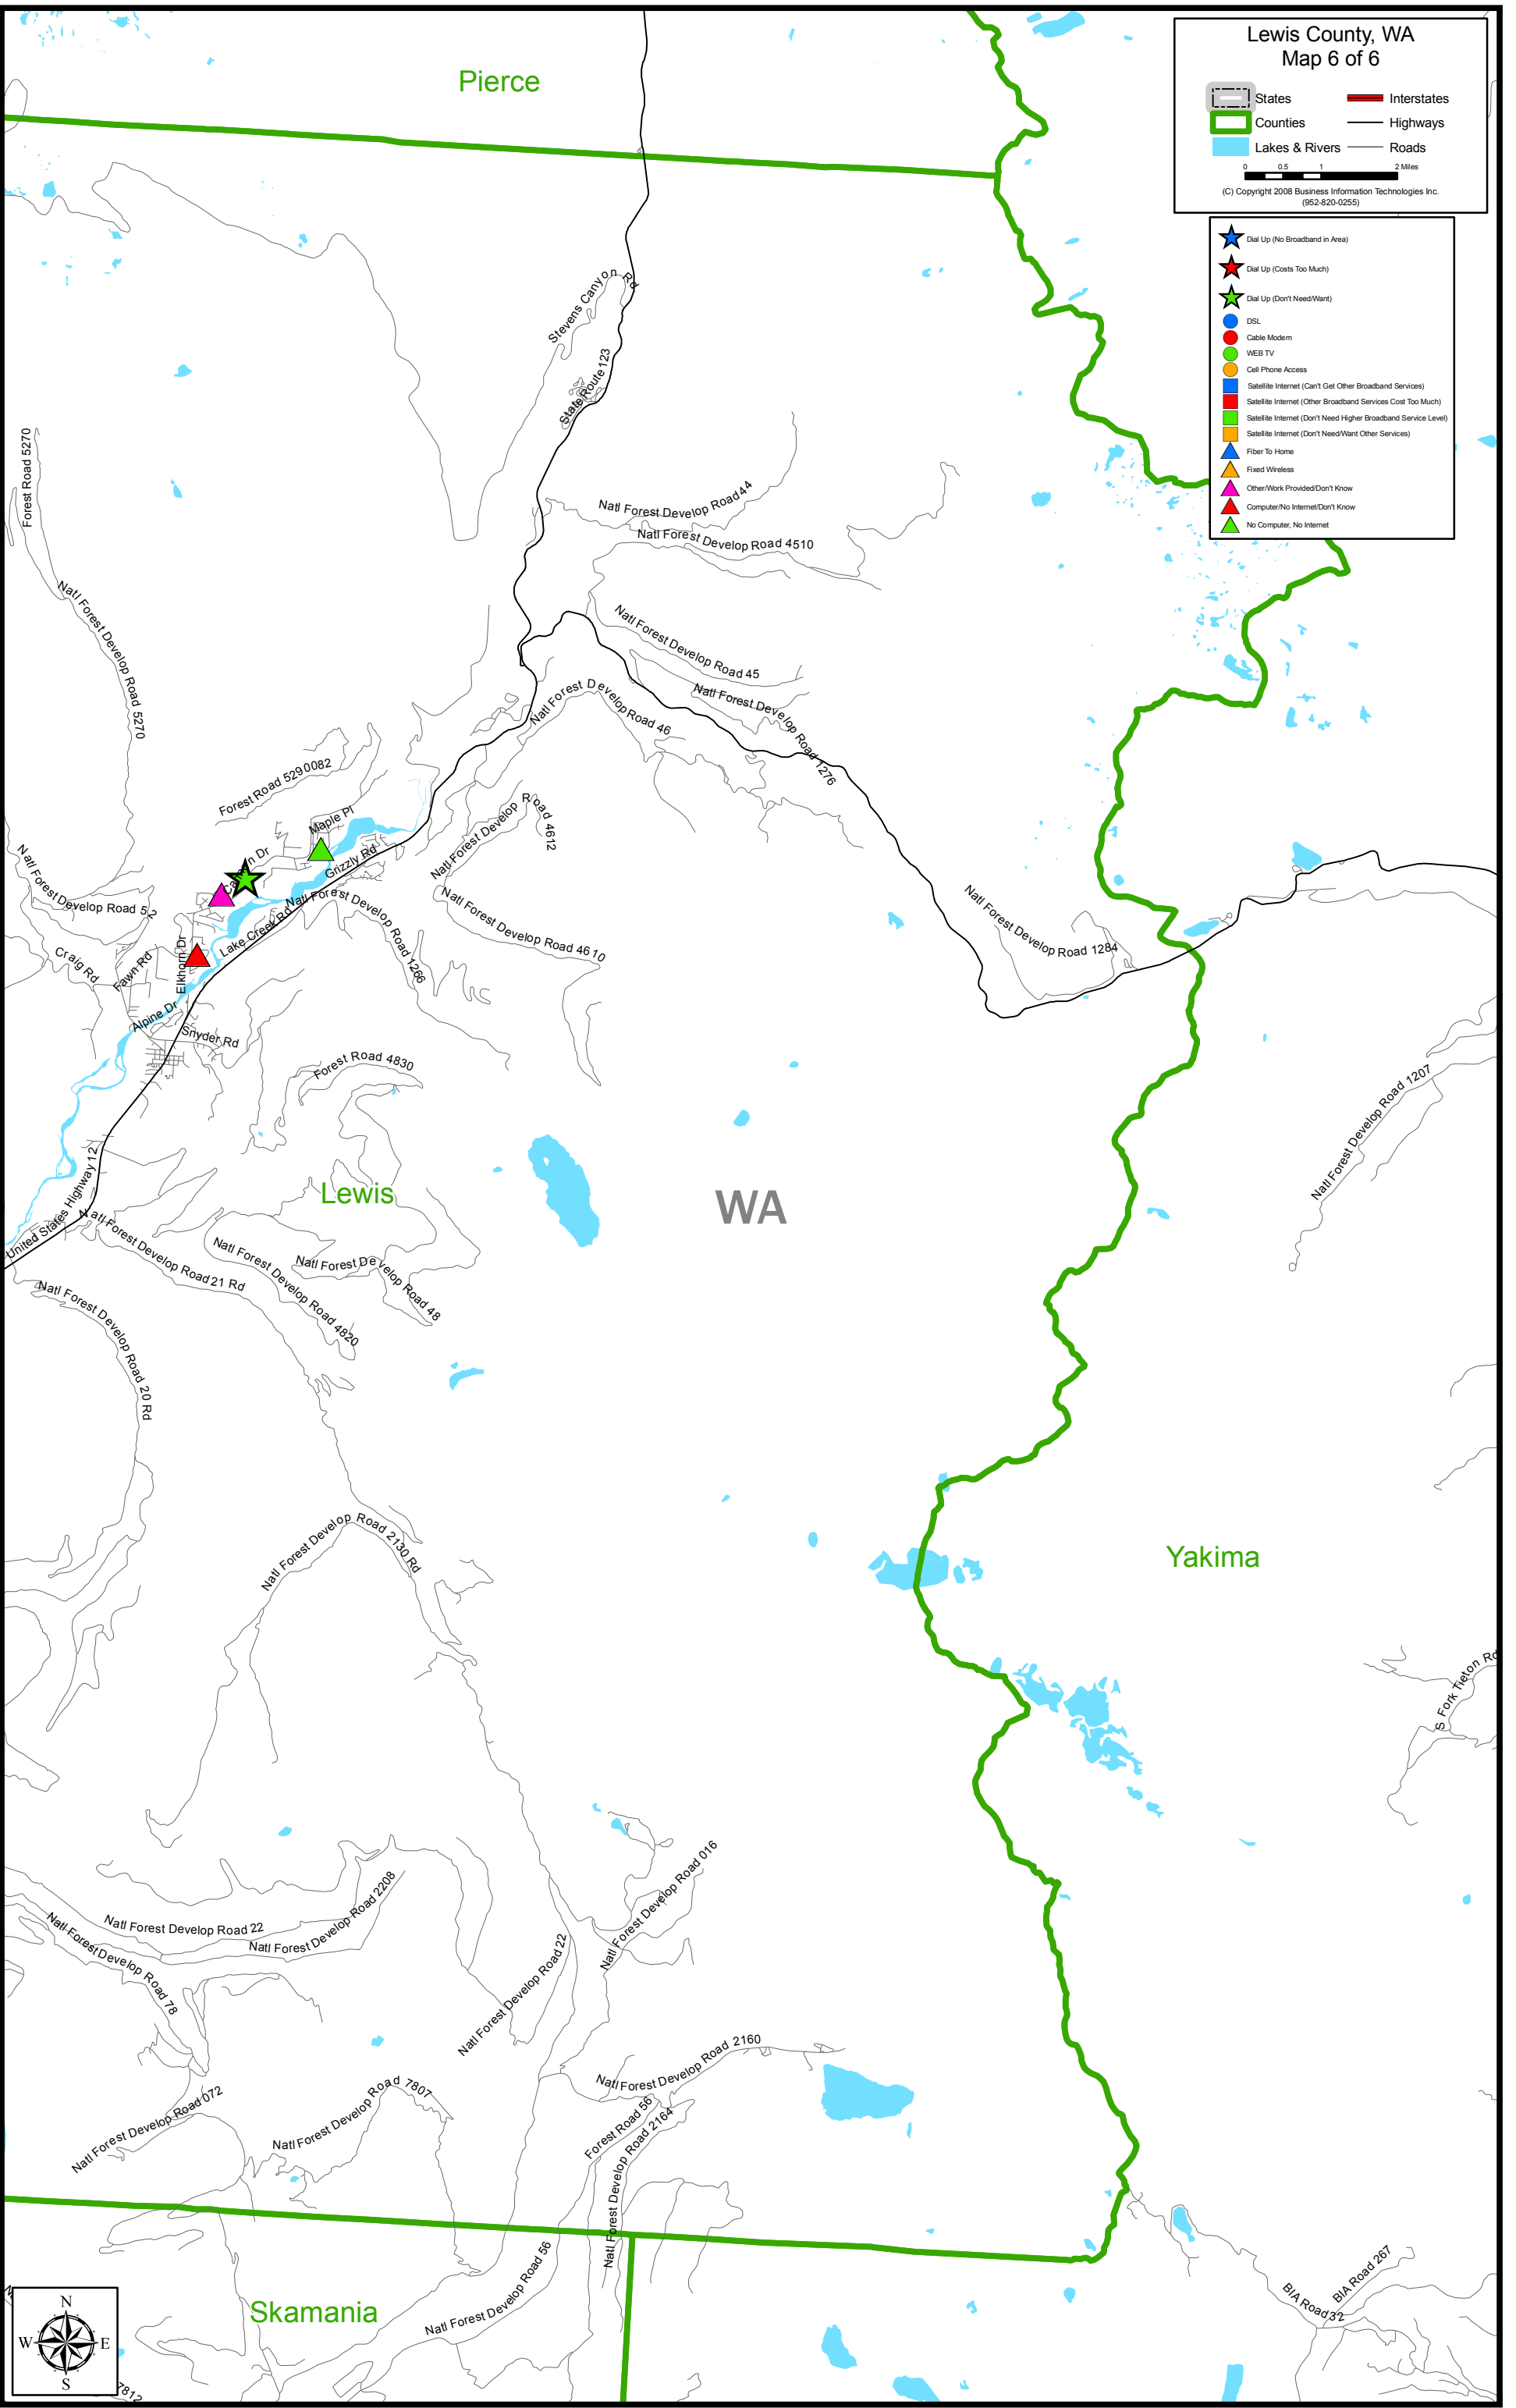 Lewis County, WA
Map 6 of 6
States
Interstates
Counties
Highways
Lakes & Rivers
Roads
0 0.5 1 2 Miles
(C) Copyright 2008 Business Information Technologies Inc.
(952-820-0255)
Dial Up (No Broadband in Area)
Dial Up (Costs Too Much)
Dial Up (Don't Need/Want)
DSL
Cable Modem
WEB TV
Cell Phone Access
Satellite Internet (Can't Get Other Broadband Services)
Satellite Internet (Other Broadband Services Cost Too Much)
Satellite Internet (Don't Need Higher Broadband Service Level)
Satellite Internet (Don't Need/Want Other Services)
Fiber To Home
Fixed Wireless
Other/Work Provided/Don't Know
Computer/No Internet/Don't Know
No Computer, No Internet
Pierce
Stevens Canyon Rd
State Route 123
Forest Road 5270
Natl Forest Develop Road 44
Natl Forest Develop Road 4510
Natl Forest Develop Road 5270
Natl Forest Develop Road 45
Natl Forest Develop Road 46
Natl Forest Develop Road 1276
Forest Road 5290082
Maple Pl
Natl Forest Develop Road 4612
Grizzly Rd
Natl Forest Develop Road 52
Natl Forest Develop Road 1266
Natl Forest Develop Road 4610
Natl Forest Develop Road 1284
Lake Creek Rd
Elkhorn Dr
Craig Rd
Fawn Rd
Alpine Dr
Snyder Rd
Forest Road 4830
Natl Forest Develop Road 1207
United States Highway 12
Lewis
WA
Natl Forest Develop Road 21 Rd
Natl Forest Develop Road 4820
Natl Forest Develop Road 48
Natl Forest Develop Road 20 Rd
Natl Forest Develop Road 2130 Rd
Yakima
S Fork Tieton Rd
Natl Forest Develop Road 016
Natl Forest Develop Road 22
Natl Forest Develop Road 2208
Natl Forest Develop Road 78
Natl Forest Develop Road 22
Natl Forest Develop Road 2160
Natl Forest Develop Road 072
Natl Forest Develop Road 7807
Forest Road 56
Natl Forest Develop Road 2164
Natl Forest Develop Road 56
Skamania
BIA Road 267
BIA Road 32
N
W E
S
7812